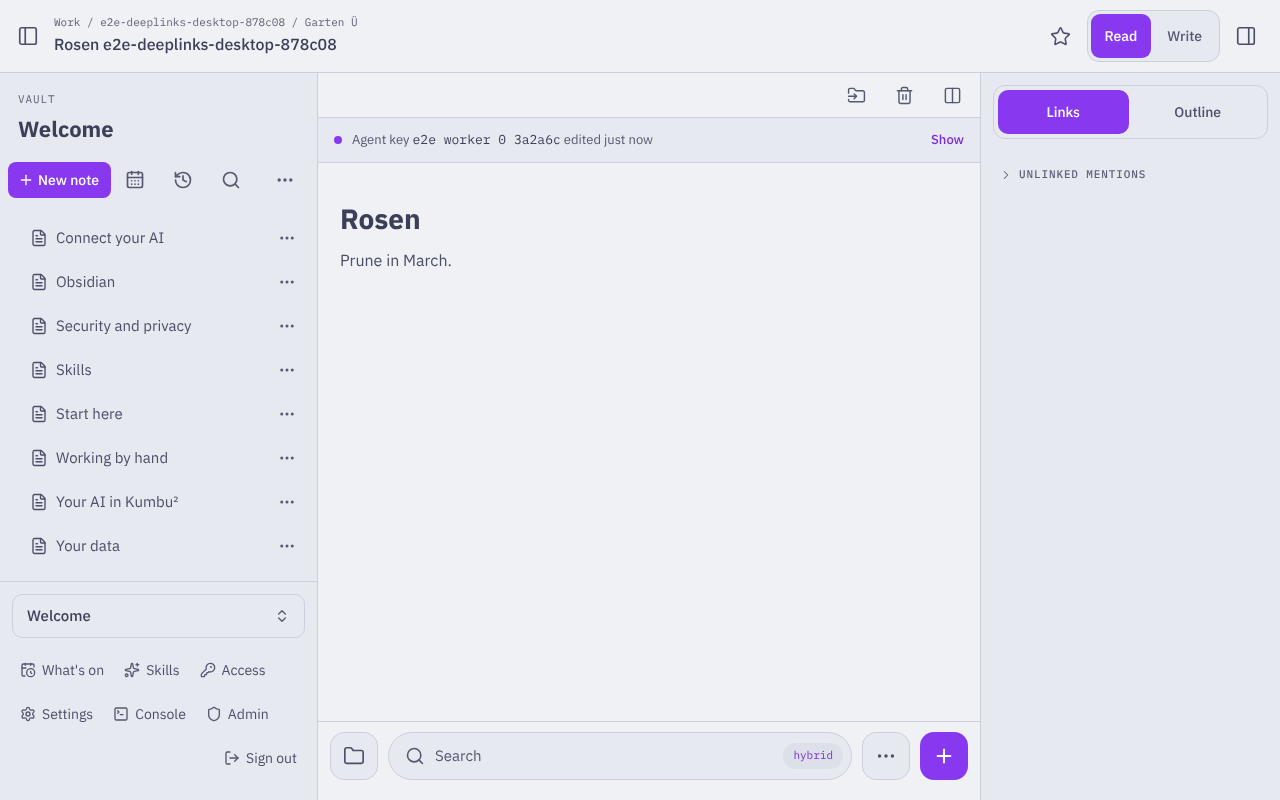 Work / e2e-deeplinks-desktop-878c08 / Garten Ü
Rosen e2e-deeplinks-desktop-878c08
Read
Write
VAULT
Welcome
New note
Connect your AI
Obsidian
Security and privacy
Skills
Start here
Working by hand
Your AI in Kumbu²
Your data
Welcome
What's on
Skills
Access
Settings
Console
Admin
Sign out
Agent key e2e worker 0 3a2a6c edited just now
Show
Rosen
Prune in March.
Search
hybrid
Links
Outline
UNLINKED MENTIONS